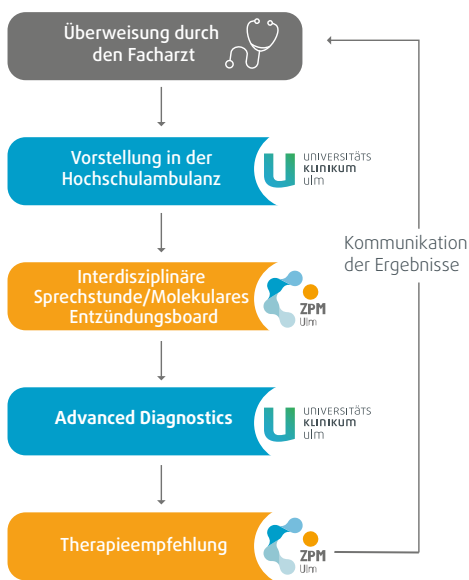 Überweisung durch
den Facharzt
Vorstellung in der
Hochschulambulanz
UNIVERSITÄTS
KLINIKUM
ulm
Kommunikation
der Ergebnisse
Interdisziplinäre
Sprechstunde/Molekulares
Entzündungsboard
ZPM
Ulm
Advanced Diagnostics
UNIVERSITÄTS
KLINIKUM
ulm
Therapieempfehlung
ZPM
Ulm